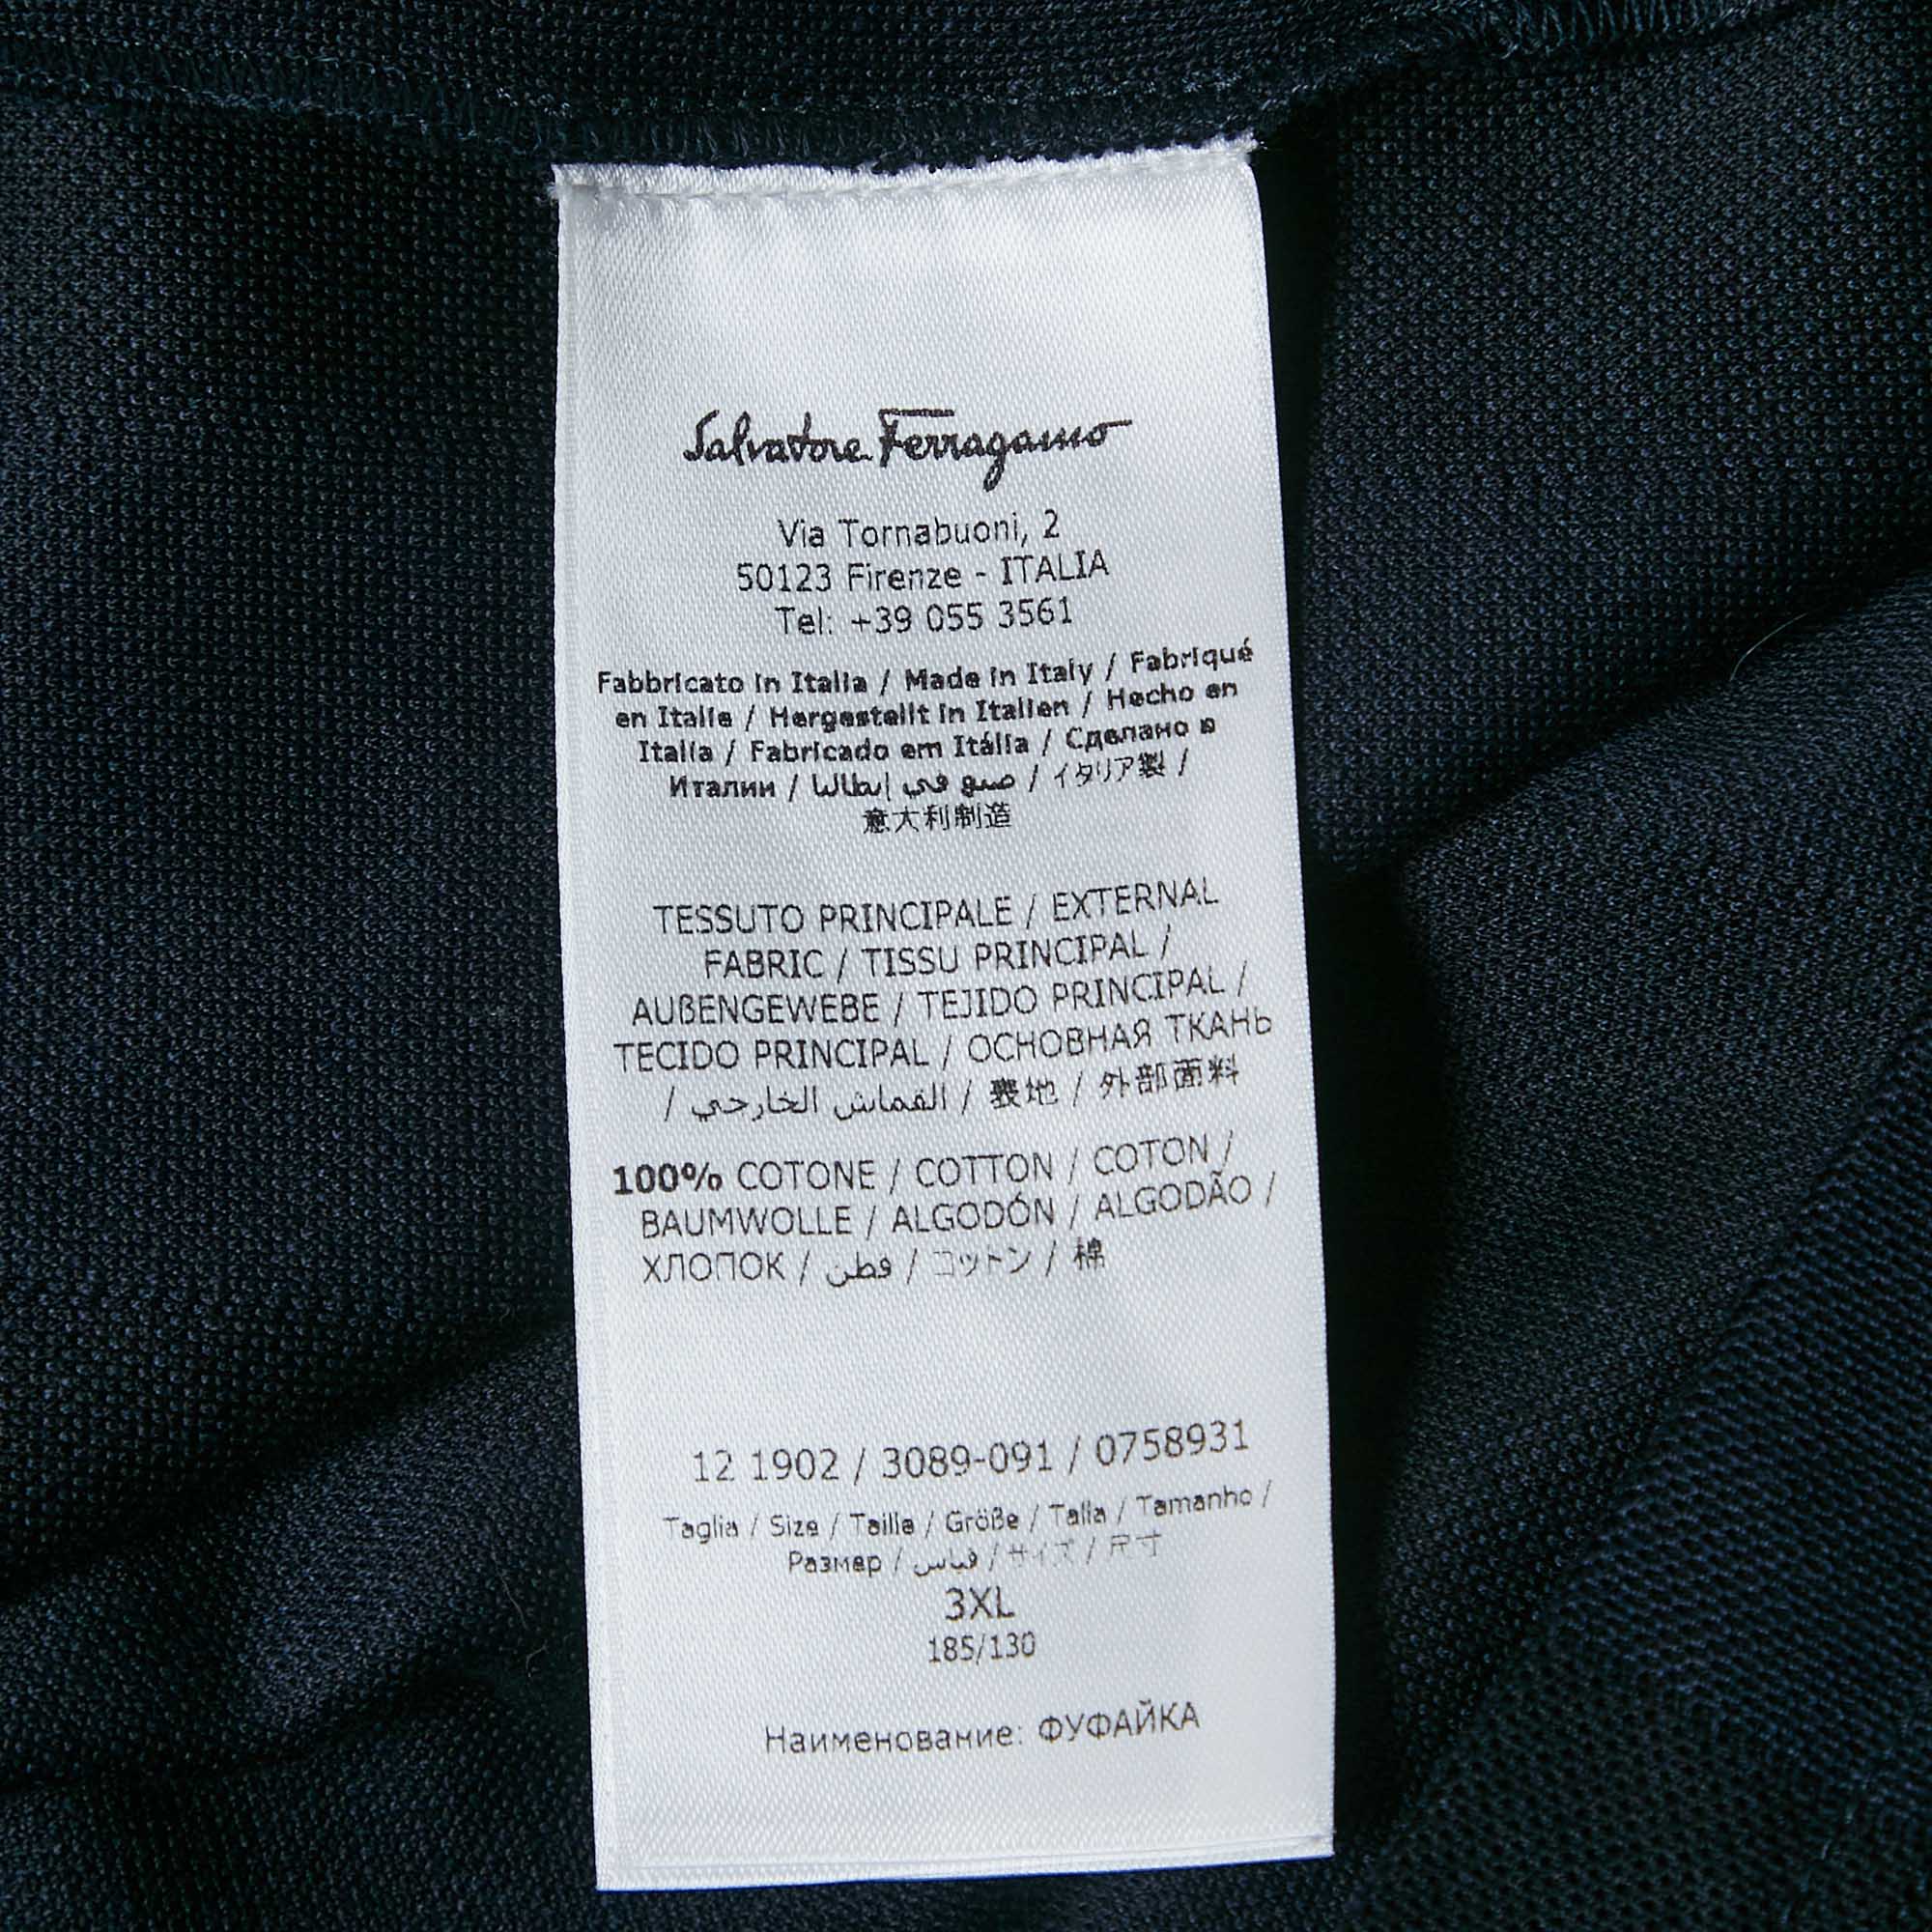 Salvatore Ferragamo
Via Tornabuoni, 2
50123 Firenze - ITALIA
Tel: +39 055 3561
Fabbricato in Italia / Made in Italy / Fabriqué
en Italie / Hergestellt in Italien / Hecho en
Italia / Fabricado em Itália / Сделано в
Италии / صنع في إيطاليا / イタリア製 /
意大利制造
TESSUTO PRINCIPALE / EXTERNAL
FABRIC / TISSU PRINCIPAL /
AUßENGEWEBE / TEJIDO PRINCIPAL /
TECIDO PRINCIPAL / ОСНОВНАЯ ТКАНЬ
/ القماش الخارجي / 表地 / 外部面料
100% COTONE / COTTON / COTON /
BAUMWOLLE / ALGODÓN / ALGODÃO /
ХЛОПОК / قطن / コットン / 棉
12 1902 / 3089-091 / 0758931
Taglia / Size / Taille / Größe / Talla / Tamanho /
Размер / قياس / サイズ / 尺寸
3XL
185/130
Наименование: ФУФАЙКА